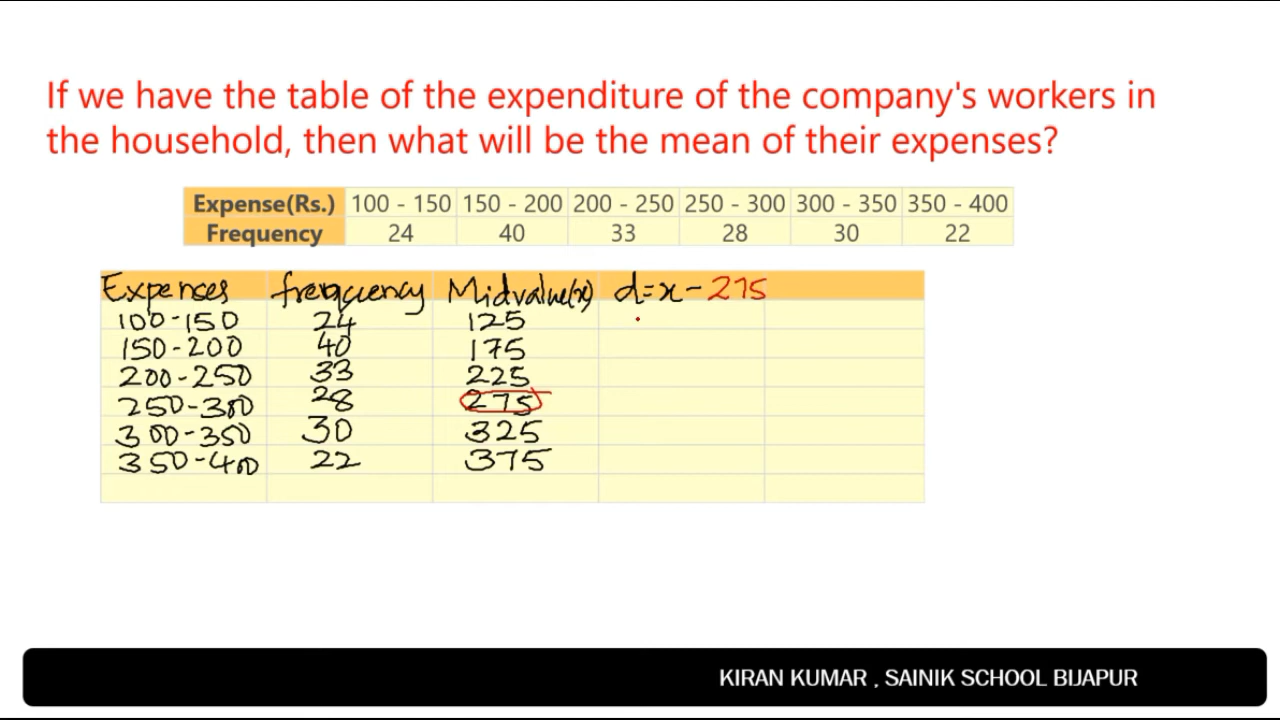 If we have the table of the expenditure of the company's workers in
the household, then what will be the mean of their expenses?
Expense(Rs.) 100 - 150 150 - 200 200 - 250 250 - 300 300 - 350 350 - 400
Frequency 24 40 33 28 30 22
Expenses frequency Midvalue(x) d=x-275
100-150 24 125
150-200 40 175
200-250 33 225
250-300 28 275
300-350 30 325
350-400 22 375
KIRAN KUMAR , SAINIK SCHOOL BIJAPUR